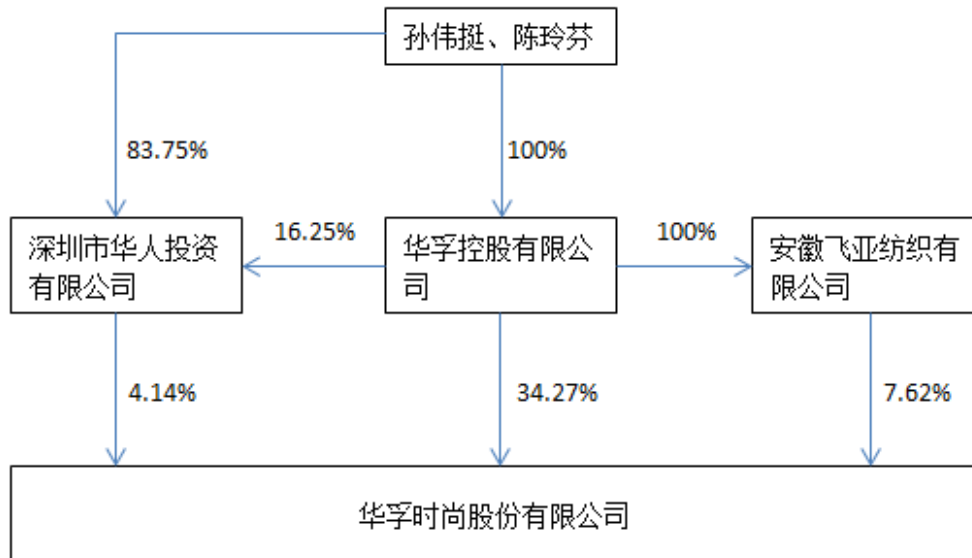 孙伟挺、陈玲芬
83.75%
100%
深圳市华人投资
有限公司
16.25%
华孚控股有限公
司
100%
安徽飞亚纺织有
限公司
4.14%
34.27%
7.62%
华孚时尚股份有限公司